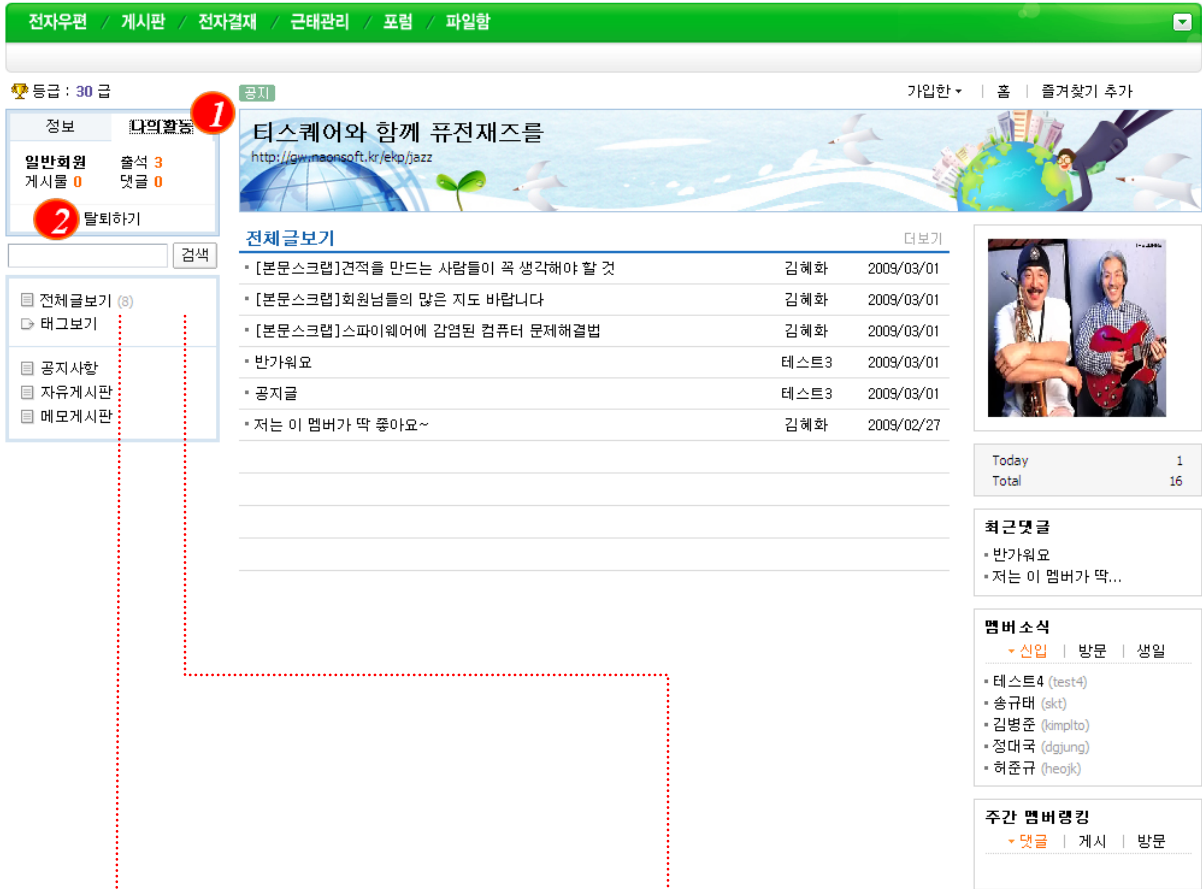 전자우편 / 게시판 / 전자결재 / 근태관리 / 포럼 / 파일함
등급 : 30 급
공지
가입한 | 홈 | 즐겨찾기 추가
1
정보 나의활동
일반회원 출석 3
게시물 0 댓글 0
2 탈퇴하기
검색
티스퀘어와 함께 퓨전재즈를
http://gw.naonsoft.kr/ekp/jazz
전체글보기 (8)
태그보기
공지사항
자유게시판
메모게시판
전체글보기 더보기
[본문스크랩]견적을 만드는 사람들이 꼭 생각해야 할 것 김혜화 2009/03/01
[본문스크랩]회원님들의 많은 지도 바랍니다 김혜화 2009/03/01
[본문스크랩]스파이웨어에 감염된 컴퓨터 문제해결법 김혜화 2009/03/01
반가워요 테스트3 2009/03/01
공지글 테스트3 2009/03/01
저는 이 멤버가 딱 좋아요~ 김혜화 2009/02/27
Today 1
Total 16
최근댓글
반가워요
저는 이 멤버가 딱...
멤버소식
신입 | 방문 | 생일
테스트4 (test4)
송규태 (skt)
김병준 (kimplto)
정대국 (dgjung)
허준규 (heojk)
주간 멤버랭킹
댓글 | 게시 | 방문